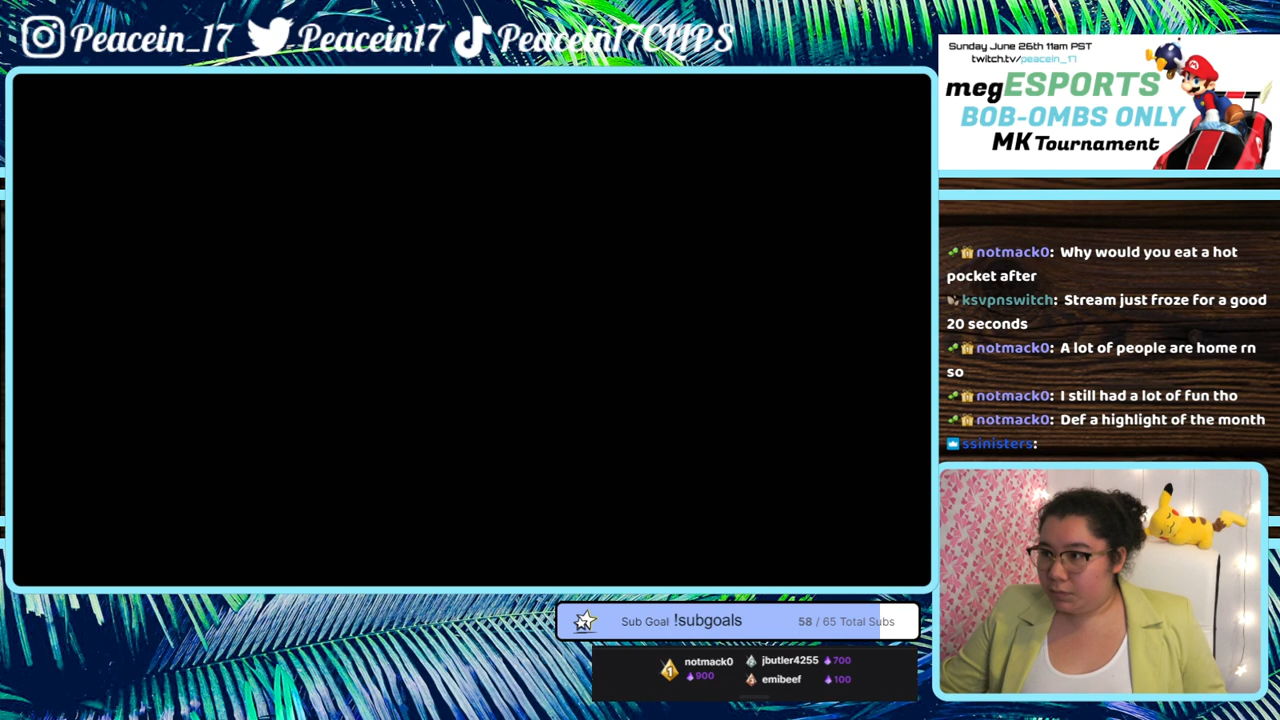 Peacein_17 Peacein17 Peacein17ClIPS
Sunday June 26th 11am PST
twitch.tv/peacein_17
megESPORTS
BOB-OMBS ONLY
MK Tournament
notmack0: Why would you eat a hot
pocket after
ksvpnswitch: Stream just froze for a good
20 seconds
notmack0: A lot of people are home rn
so
notmack0: I still had a lot of fun tho
notmack0: Def a highlight of the month
ssinisters:
Sub Goal !subgoals 58 / 65 Total Subs
1 notmack0 900
2 jbutler4255 700
3 emibeef 100